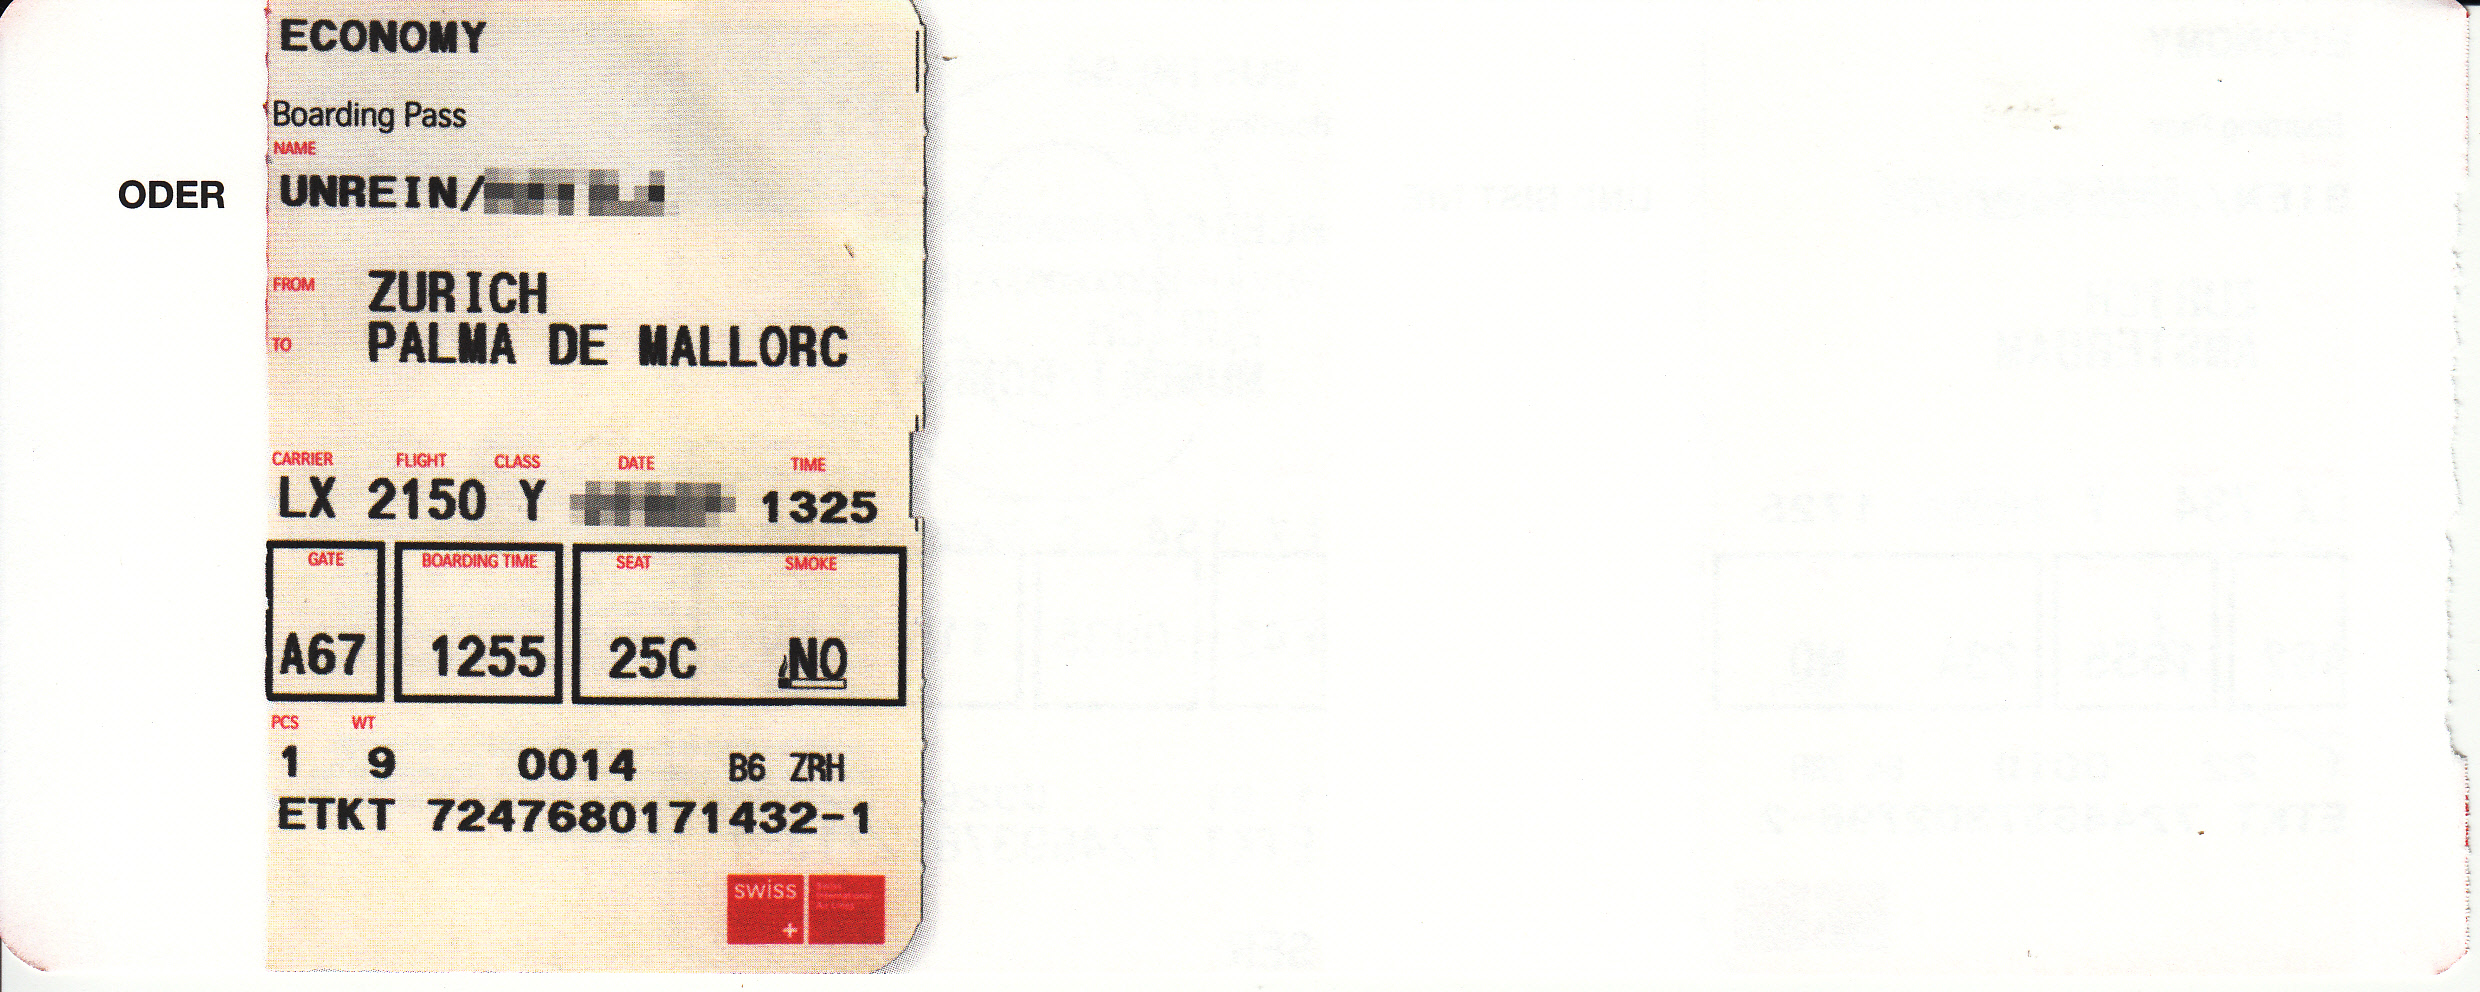 ECONOMY
Boarding Pass
NAME
ODER
UNREIN/
FROM ZURICH
TO PALMA DE MALLORC
CARRIER FLIGHT CLASS DATE TIME
LX 2150 Y 1325
GATE BOARDING TIME SEAT SMOKE
A67 1255 25C NO
PCS WT
1 9 0014 B6 ZRH
ETKT 7247680171432-1
swiss